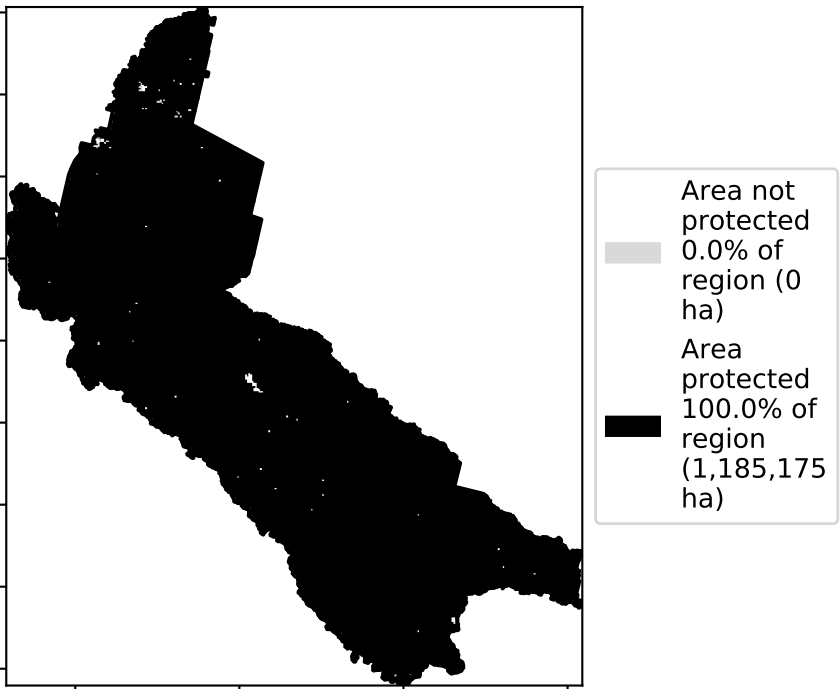 Area not
protected
0.0% of
region (0
ha)
Area
protected
100.0% of
region
(1,185,175
ha)